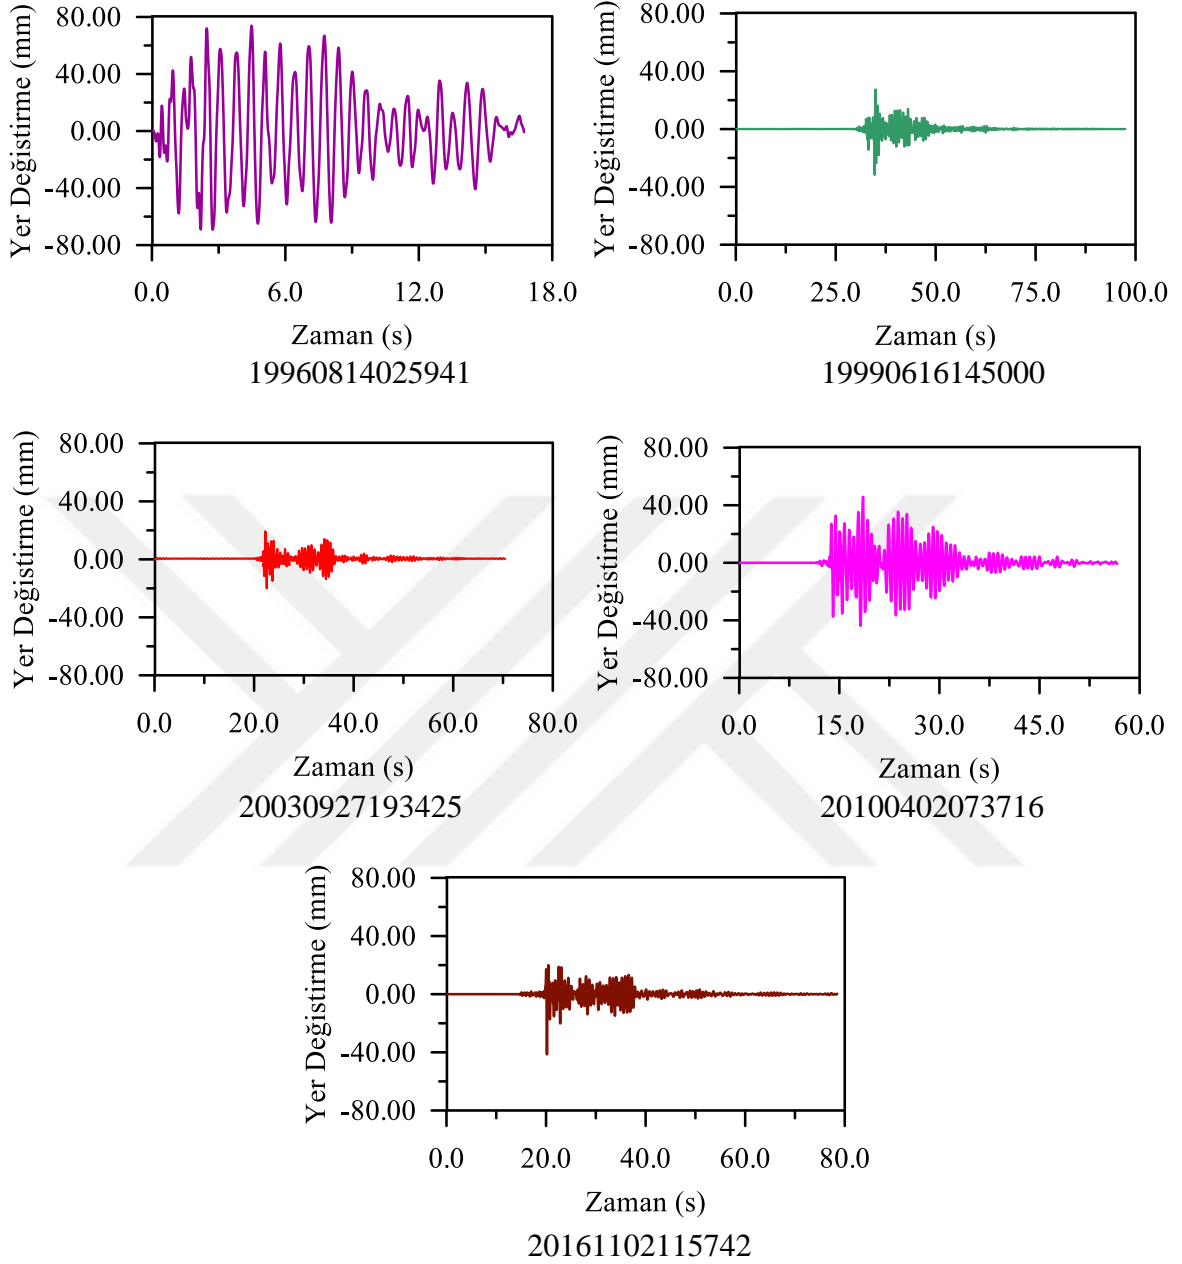 Yer Değistirme (mm)
80.00
40.00
0.00
-40.00
-80.00
0.0 6.0 12.0 18.0
Zaman (s)
19960814025941
Yer Değistirme (mm)
80.00
40.00
0.00
-40.00
-80.00
0.0 25.0 50.0 75.0 100.0
Zaman (s)
19990616145000
Yer Değistirme (mm)
80.00
40.00
0.00
-40.00
-80.00
0.0 20.0 40.0 60.0 80.0
Zaman (s)
20030927193425
Yer Değistirme (mm)
80.00
40.00
0.00
-40.00
-80.00
0.0 15.0 30.0 45.0 60.0
Zaman (s)
20100402073716
Yer Değistirme (mm)
80.00
40.00
0.00
-40.00
-80.00
0.0 20.0 40.0 60.0 80.0
Zaman (s)
20161102115742